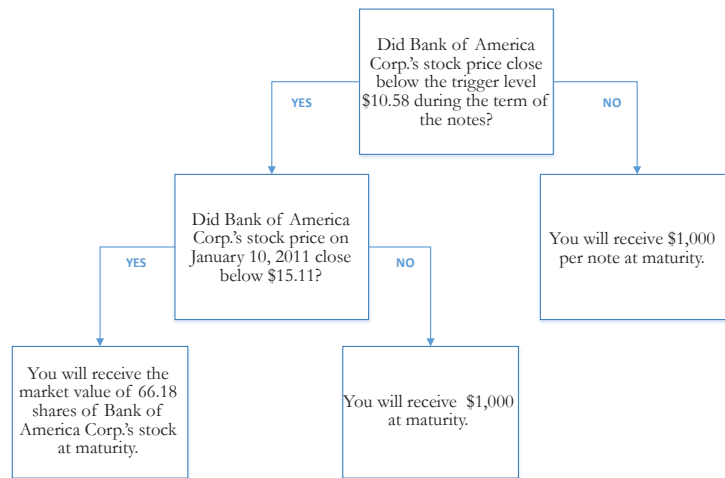 Did Bank of America
Corp.'s stock price close
below the trigger level
$10.58 during the term of
the notes?
YES
NO
Did Bank of America
Corp.'s stock price on
January 10, 2011 close
below $15.11?
You will receive $1,000
per note at maturity.
YES
NO
You will receive the
market value of 66.18
shares of Bank of
America Corp.'s stock
at maturity.
You will receive $1,000
at maturity.